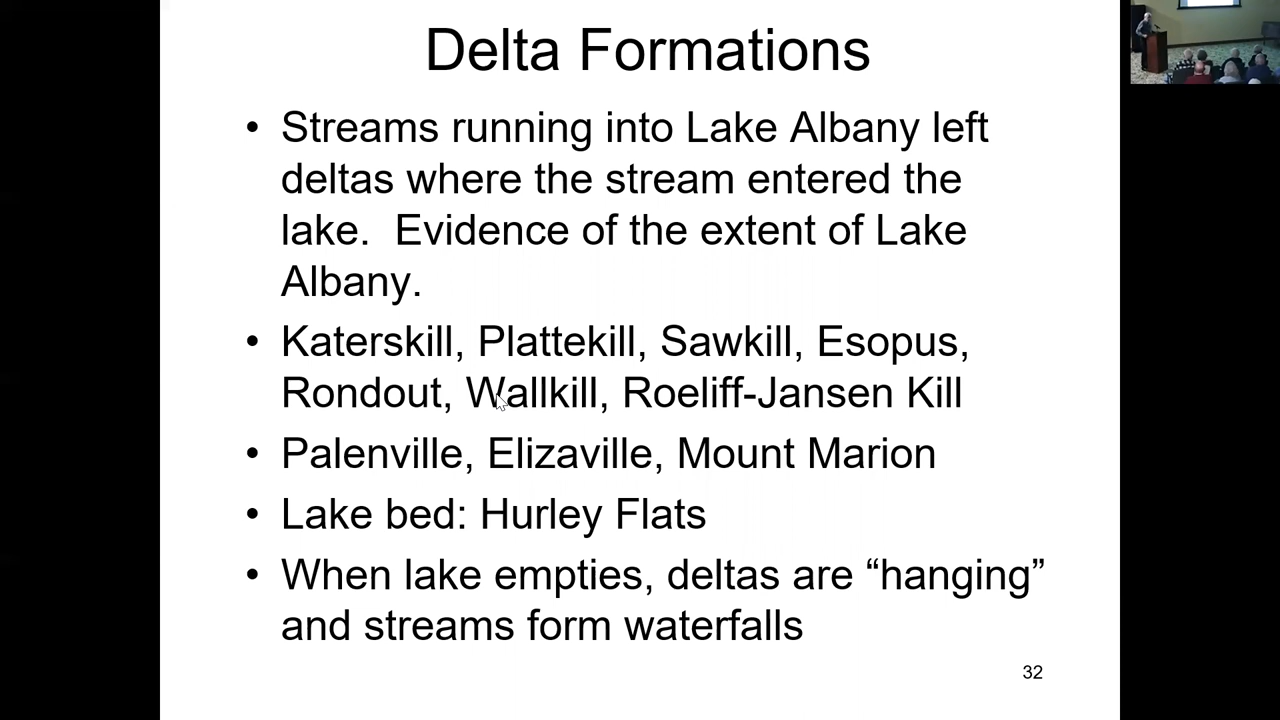 Delta Formations
• Streams running into Lake Albany left
deltas where the stream entered the
lake.  Evidence of the extent of Lake
Albany.
• Katerskill, Plattekill, Sawkill, Esopus,
Rondout, Wallkill, Roeliff-Jansen Kill
• Palenville, Elizaville, Mount Marion
• Lake bed: Hurley Flats
• When lake empties, deltas are “hanging”
and streams form waterfalls
32